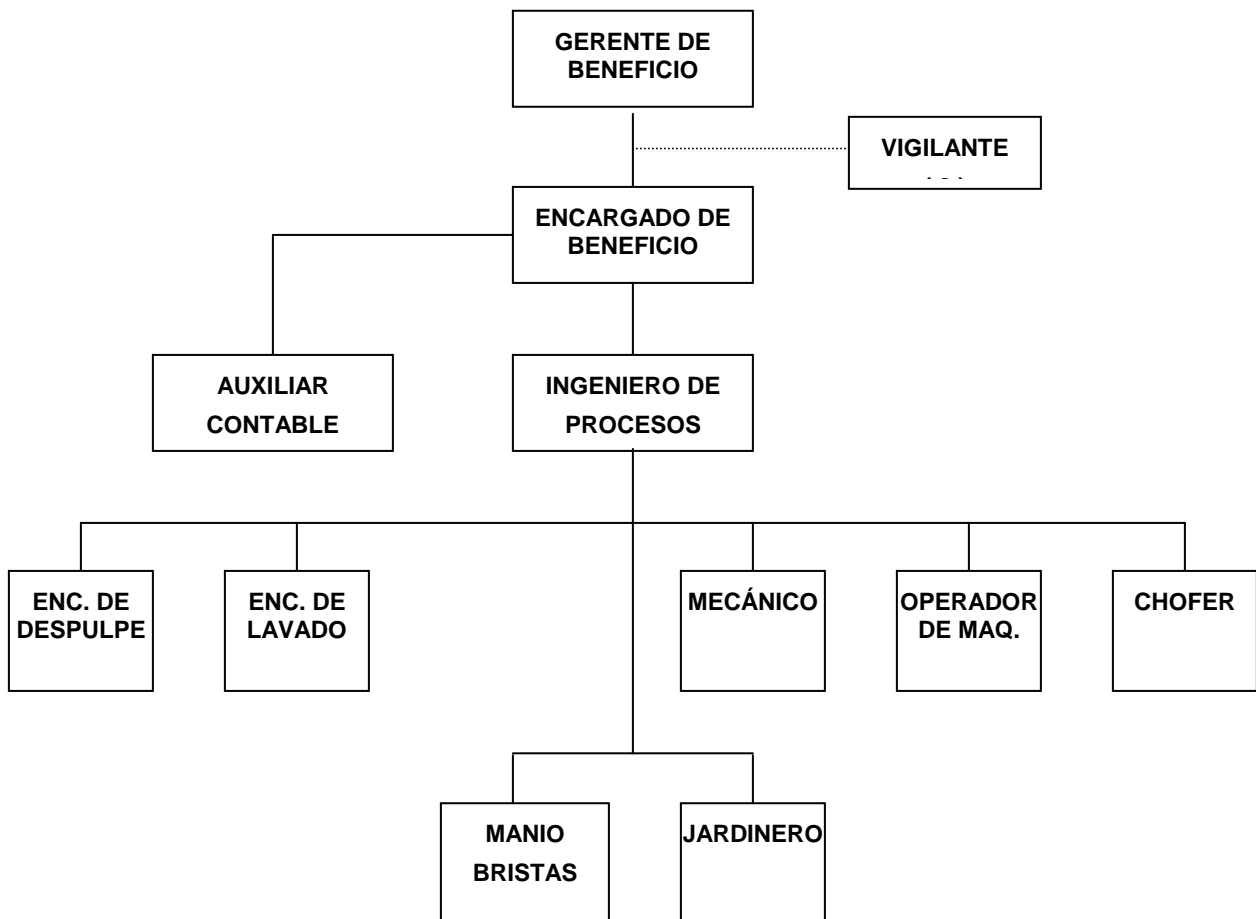 GERENTE DE
BENEFICIO
VIGILANTE
ENCARGADO DE
BENEFICIO
AUXILIAR
CONTABLE
INGENIERO DE
PROCESOS
ENC. DE
DESPULPE
ENC. DE
LAVADO
MECÁNICO
OPERADOR
DE MAQ.
CHOFER
MANIO
BRISTAS
JARDINERO